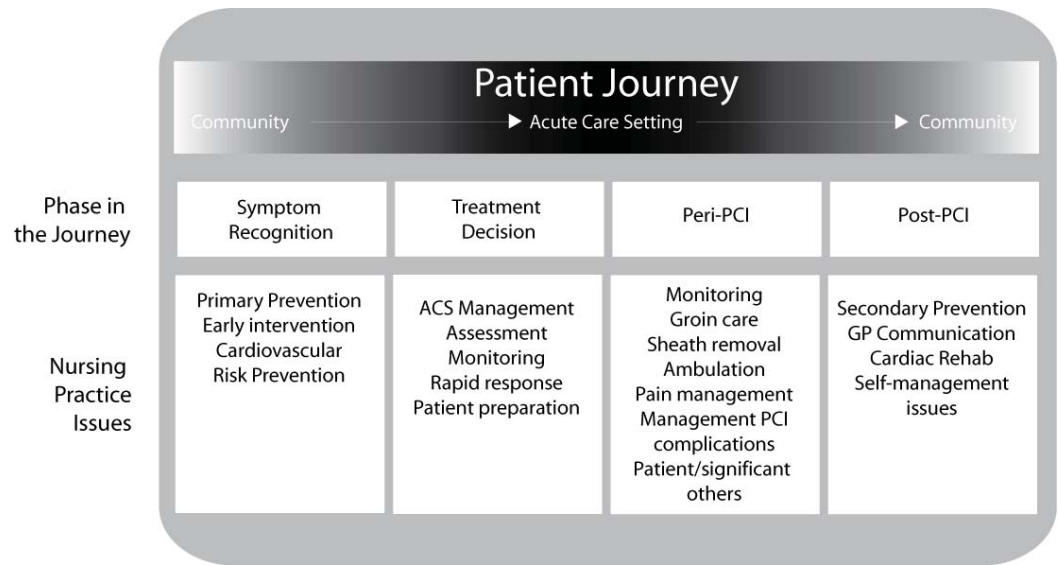 Patient Journey
Community
Acute Care Setting
Community
Phase in
the Journey
Symptom
Recognition
Treatment
Decision
Peri-PCI
Post-PCI
Nursing
Practice
Issues
Primary Prevention
Early intervention
Cardiovascular
Risk Prevention
ACS Management
Assessment
Monitoring
Rapid response
Patient preparation
Monitoring
Groin care
Sheath removal
Ambulation
Pain management
Management PCI
complications
Patient/significant
others
Secondary Prevention
GP Communication
Cardiac Rehab
Self-management
issues